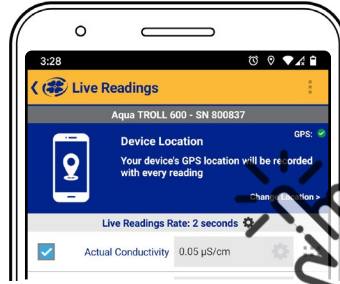 3:28
Live Readings
Aqua TROLL 600 - SN 800837
GPS:
Device Location
Your device's GPS location will be recorded
with every reading
Change Location >
Live Readings Rate: 2 seconds
Actual Conductivity 0.05 µS/cm